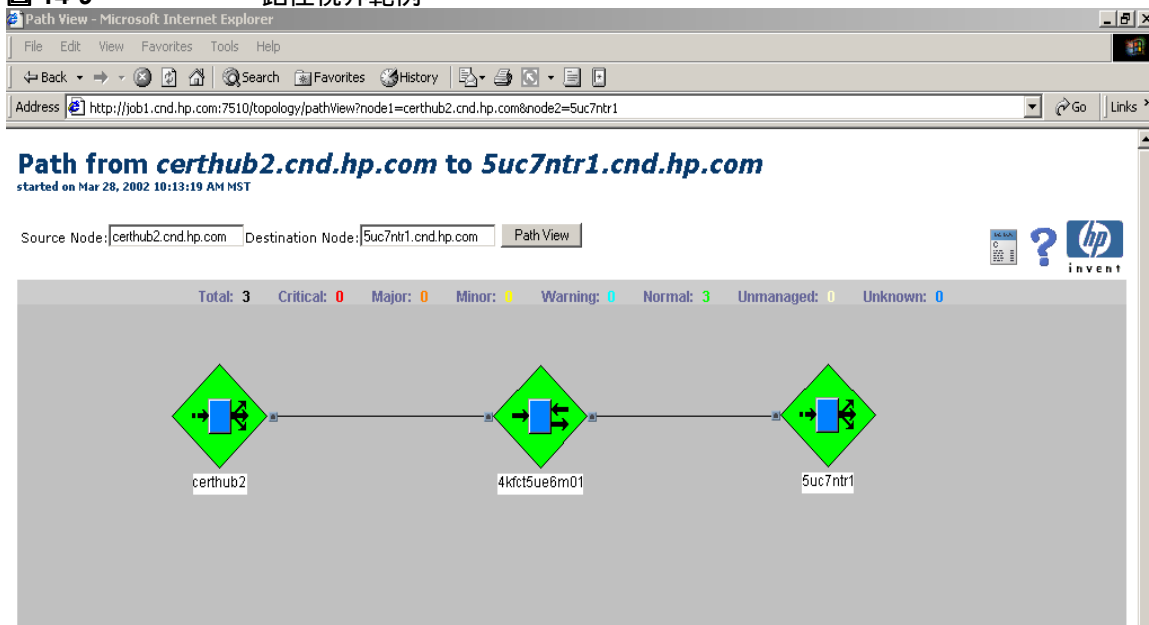 Path View - Microsoft Internet Explorer
File Edit View Favorites Tools Help
Back Search Favorites History
Address http://job1.cnd.hp.com:7510/topology/pathView?node1=certhub2.cnd.hp.com&node2=5uc7ntr1 Go Links
Path from certhub2.cnd.hp.com to 5uc7ntr1.cnd.hp.com
started on Mar 28, 2002 10:13:19 AM MST
Source Node: certhub2.cnd.hp.com Destination Node: 5uc7ntr1.cnd.hp.com Path View
hp
invent
Total: 3 Critical: 0 Major: 0 Minor: 0 Warning: 0 Normal: 3 Unmanaged: 0 Unknown: 0
certhub2 4kfct5ue6m01 5uc7ntr1